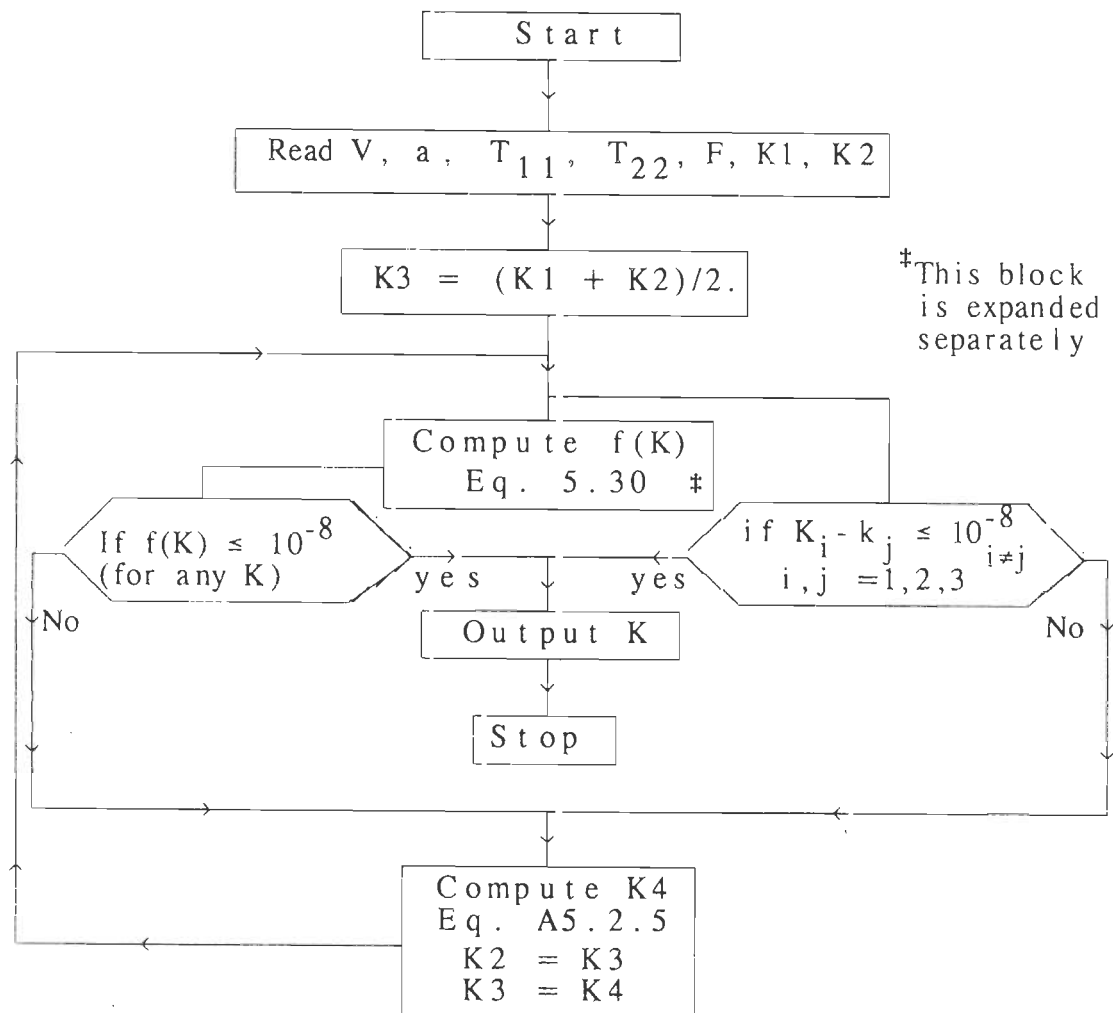 Start
Read V, a, T11, T22, F, K1, K2
K3 = (K1 + K2)/2.
‡This block
is expanded
separately
Compute f(K)
Eq. 5.30 ‡
If f(K) ≤ 10-8
(for any K)
yes
No
if Ki - kj ≤ 10-8
i≠j
i,j =1,2,3
yes
No
Output K
Stop
Compute K4
Eq. A5.2.5
K2 = K3
K3 = K4